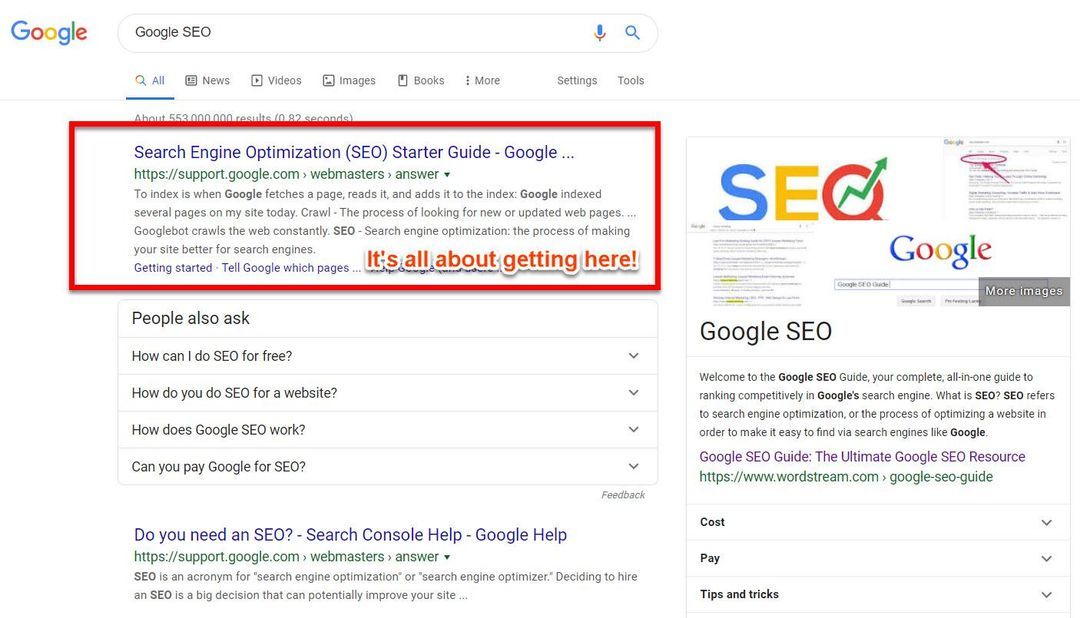 Google
Google SEO
All News Videos Images Books More Settings Tools
About 553,000,000 results (0.82 seconds)
Search Engine Optimization (SEO) Starter Guide - Google ...
https://support.google.com › webmasters › answer
To index is when Google fetches a page, reads it, and adds it to the index: Google indexed
several pages on my site today. Crawl - The process of looking for new or updated web pages. ...
Googlebot crawls the web constantly. SEO - Search engine optimization: the process of making
your site better for search engines.
Getting started · Tell Google which pages ...
It's all about getting here!
People also ask
How can I do SEO for free?
How do you do SEO for a website?
How does Google SEO work?
Can you pay Google for SEO?
Feedback
Do you need an SEO? - Search Console Help - Google Help
https://support.google.com › webmasters › answer
SEO is an acronym for "search engine optimization" or "search engine optimizer." Deciding to hire
an SEO is a big decision that can potentially improve your site ...
SEO
Google
Google
Google
Google SEO Guide
Google Search
More images
Google SEO
Welcome to the Google SEO Guide, your complete, all-in-one guide to
ranking competitively in Google's search engine. What is SEO? SEO refers
to search engine optimization, or the process of optimizing a website in
order to make it easy to find via search engines like Google.
Google SEO Guide: The Ultimate Google SEO Resource
https://www.wordstream.com › google-seo-guide
Cost
Pay
Tips and tricks